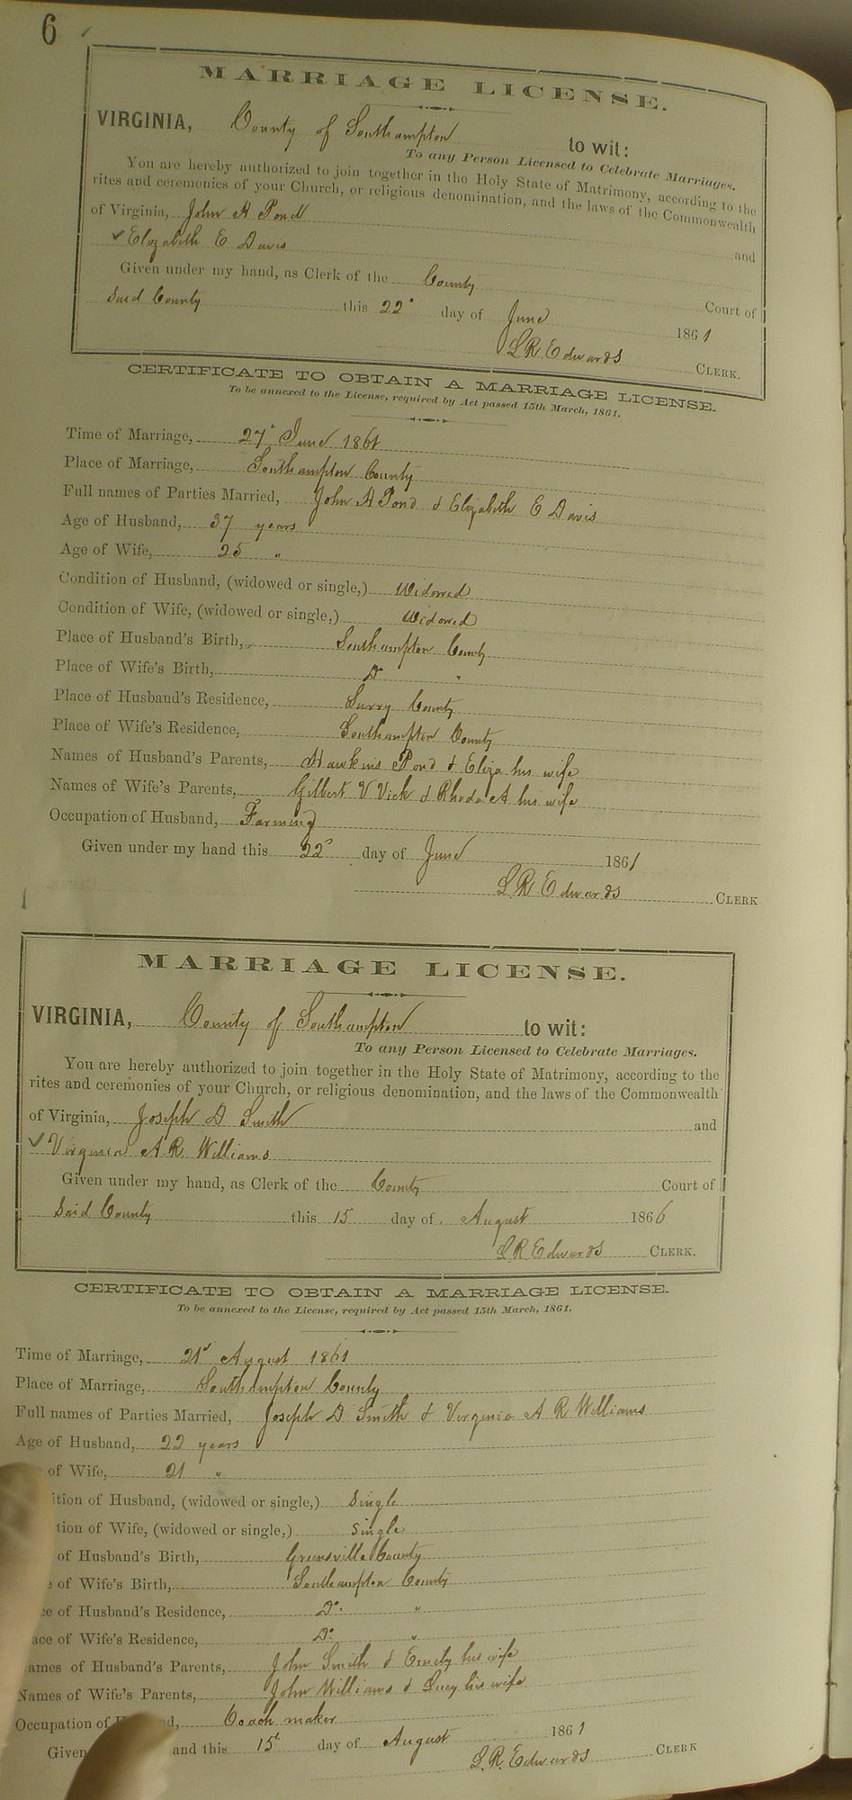 6
MARRIAGE LICENSE.
VIRGINIA, County of Southampton to wit:
To any Person Licensed to Celebrate Marriages.
You are hereby authorized to join together in the Holy State of Matrimony, according to the
rites and ceremonies of your Church, or religious denomination, and the laws of the Commonwealth
of Virginia, John A Pond and
✓ Elizabeth E Davis
Given under my hand, as Clerk of the County Court of
Said County this 22d day of June 1861
L R Edwards CLERK.
CERTIFICATE TO OBTAIN A MARRIAGE LICENSE.
To be annexed to the License, required by Act passed 15th March, 1861.
Time of Marriage, 27th June 1861
Place of Marriage, Southampton County
Full names of Parties Married, John A Pond & Elizabeth E Davis
Age of Husband, 37 years
Age of Wife, 25 "
Condition of Husband, (widowed or single,) Widowed
Condition of Wife, (widowed or single,) Widowed
Place of Husband's Birth, Southampton County
Place of Wife's Birth, Do "
Place of Husband's Residence, Surry County
Place of Wife's Residence, Southampton County
Names of Husband's Parents, Hawkins Pond & Eliza his wife
Names of Wife's Parents, Gilbert V Vick & Rhoda A his wife
Occupation of Husband, Farming
Given under my hand this 22d day of June 1861
L. R. Edwards CLERK
MARRIAGE LICENSE.
VIRGINIA, County of Southampton to wit:
To any Person Licensed to Celebrate Marriages.
You are hereby authorized to join together in the Holy State of Matrimony, according to the
rites and ceremonies of your Church, or religious denomination, and the laws of the Commonwealth
of Virginia, Joseph D Smith and
✓ Virginia A R Williams
Given under my hand, as Clerk of the County Court of
Said County this 15 day of August 1866
L R Edwards CLERK.
CERTIFICATE TO OBTAIN A MARRIAGE LICENSE.
To be annexed to the License, required by Act passed 15th March, 1861.
Time of Marriage, 21st August 1861
Place of Marriage, Southampton County
Full names of Parties Married, Joseph D Smith & Virginia A R Williams
Age of Husband, 22 years
of Wife, 21 "
ition of Husband, (widowed or single,) Single
tion of Wife, (widowed or single,) Single
of Husband's Birth, Greensville County
e of Wife's Birth, Southampton County
ce of Husband's Residence, Do. "
ace of Wife's Residence, Do. "
ames of Husband's Parents, John Smith & Emily his wife
Names of Wife's Parents, John Williams & Lucy his wife
Occupation of d, Coach maker
Given and this 15th day of August 1861
L. R. Edwards CLERK